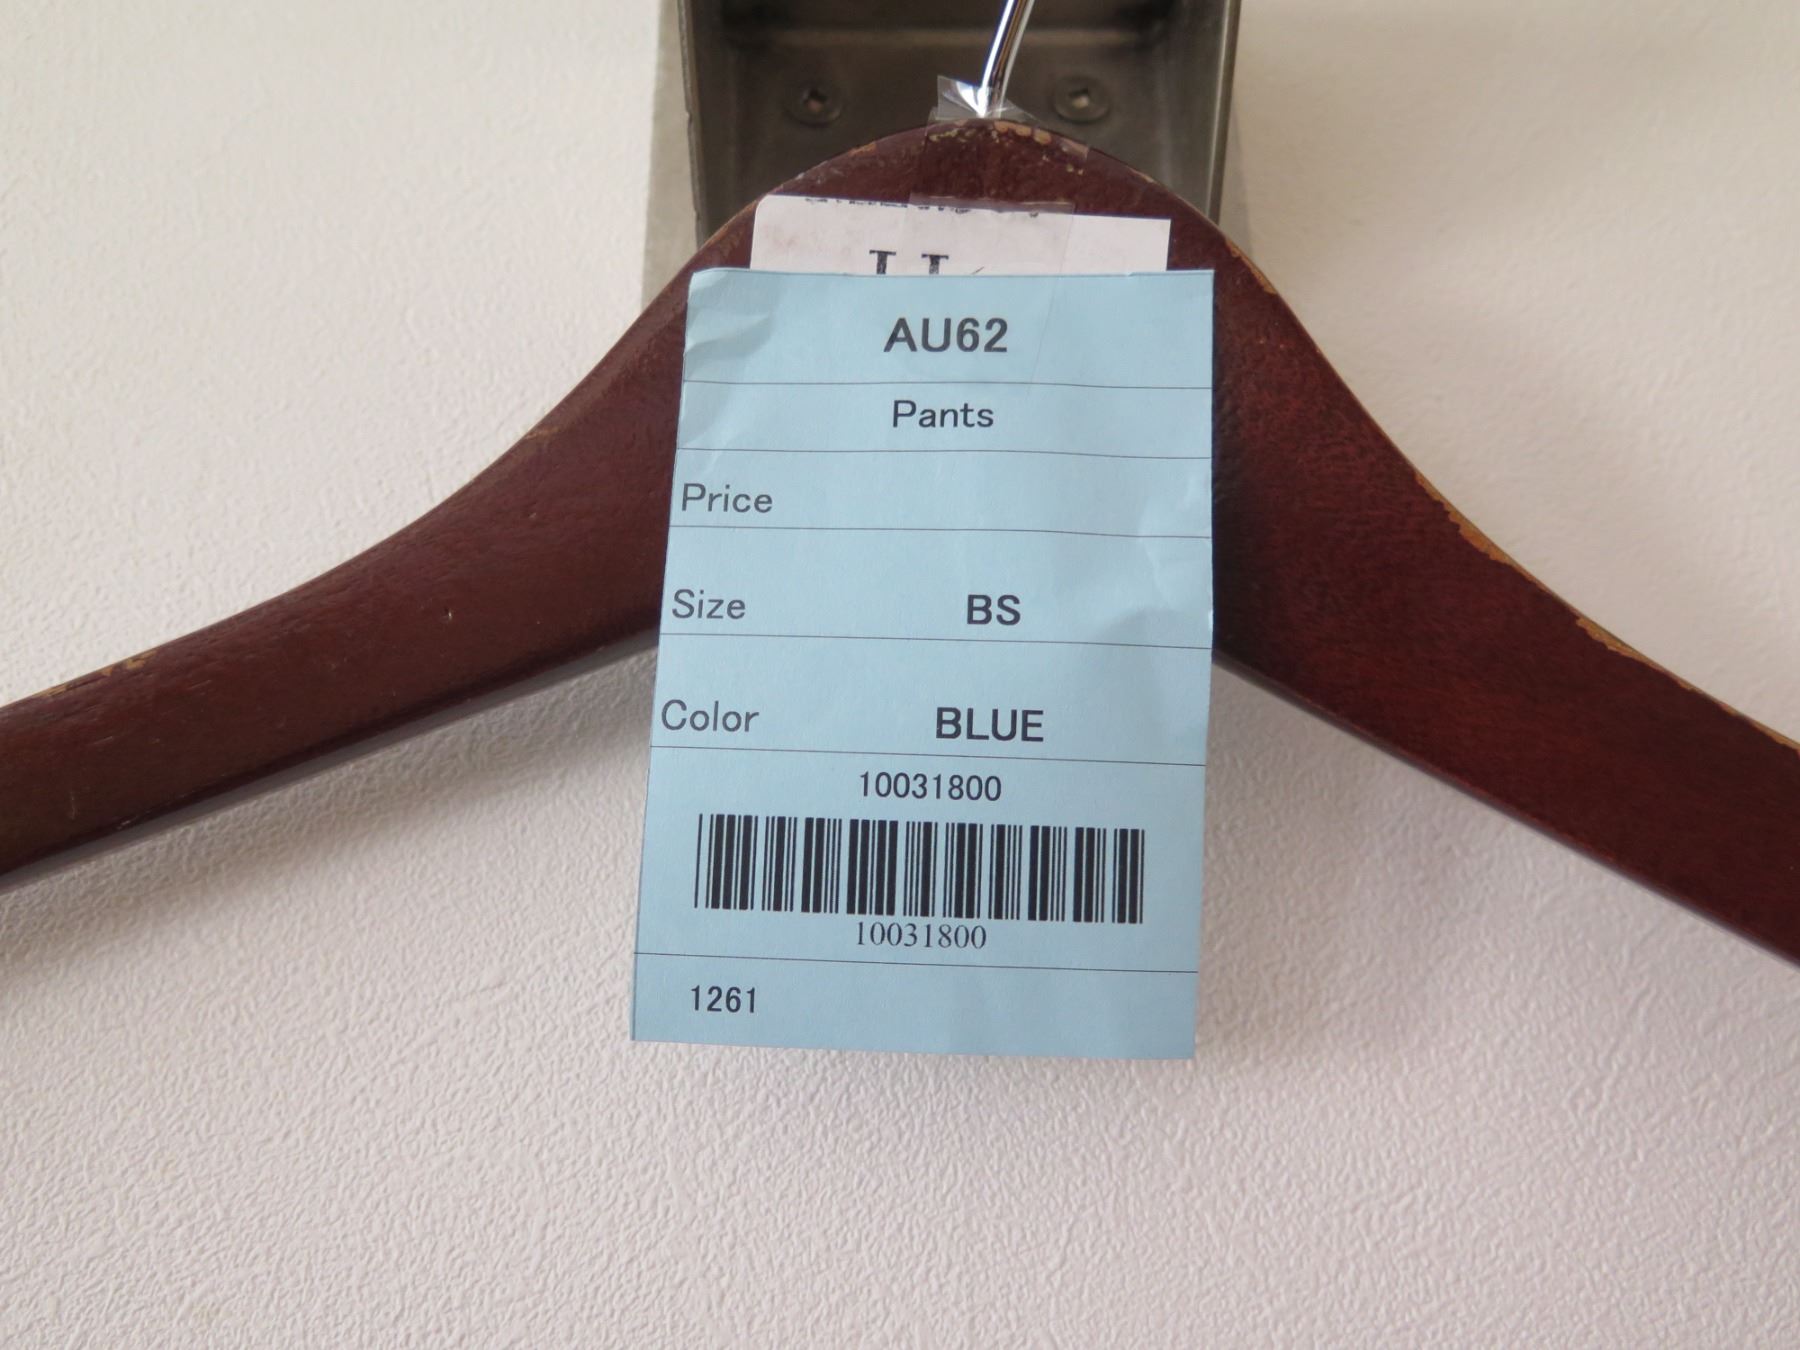 AU62
Pants
Price
Size BS
Color BLUE
10031800
10031800
1261